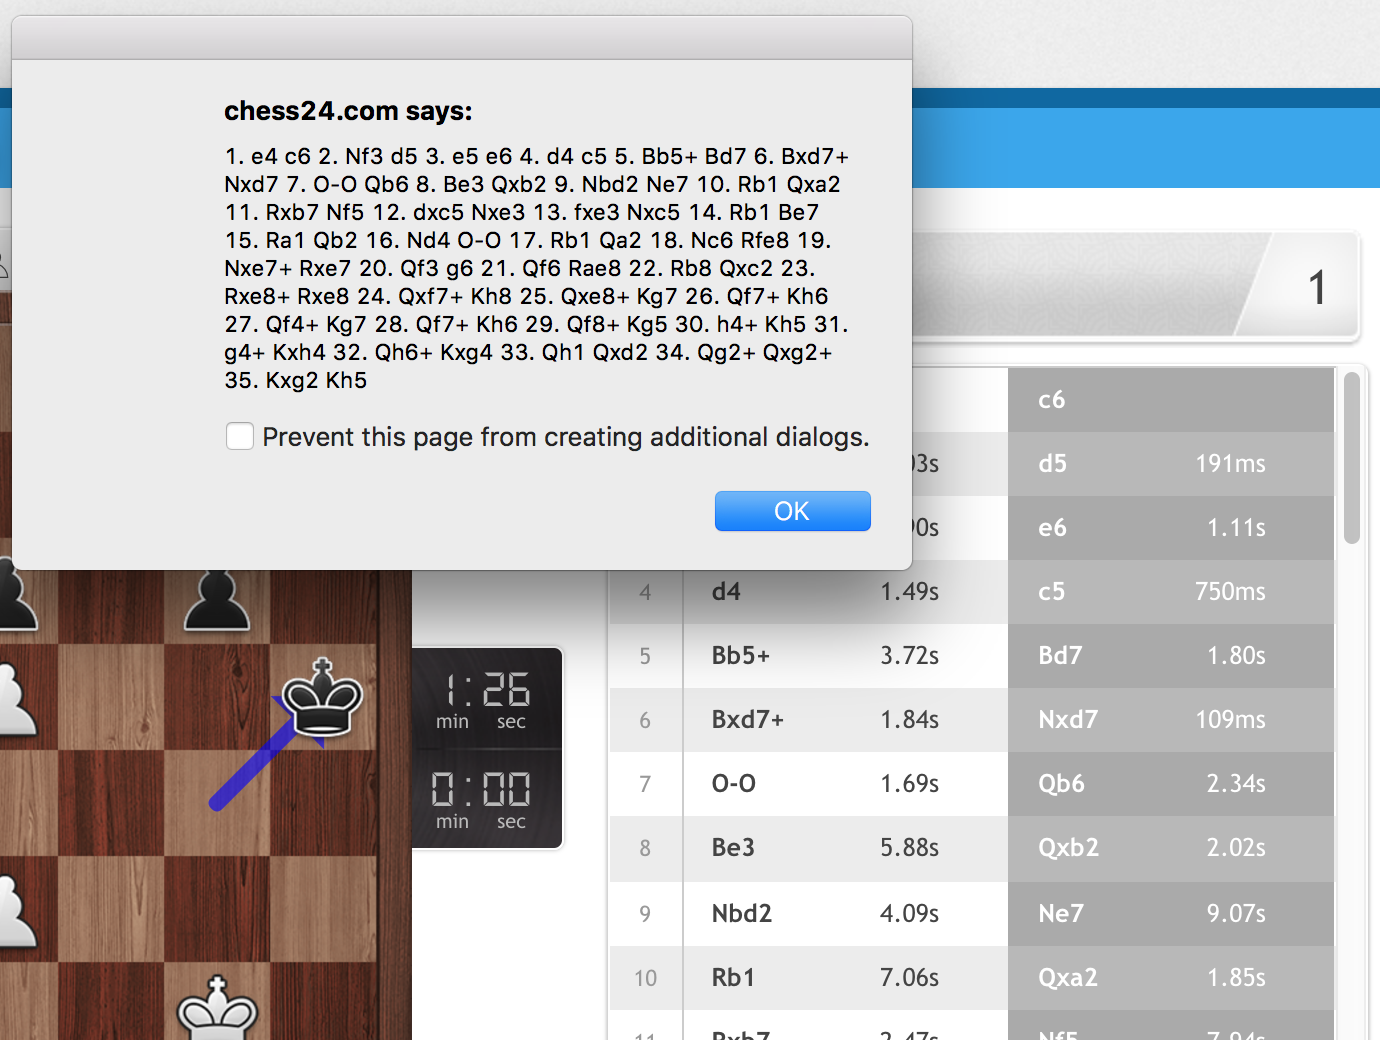 chess24.com says:
1. e4 c6 2. Nf3 d5 3. e5 e6 4. d4 c5 5. Bb5+ Bd7 6. Bxd7+
Nxd7 7. O-O Qb6 8. Be3 Qxb2 9. Nbd2 Ne7 10. Rb1 Qxa2
11. Rxb7 Nf5 12. dxc5 Nxe3 13. fxe3 Nxc5 14. Rb1 Be7
15. Ra1 Qb2 16. Nd4 O-O 17. Rb1 Qa2 18. Nc6 Rfe8 19.
Nxe7+ Rxe7 20. Qf3 g6 21. Qf6 Rae8 22. Rb8 Qxc2 23.
Rxe8+ Rxe8 24. Qxf7+ Kh8 25. Qxe8+ Kg7 26. Qf7+ Kh6
27. Qf4+ Kg7 28. Qf7+ Kh6 29. Qf8+ Kg5 30. h4+ Kh5 31.
g4+ Kxh4 32. Qh6+ Kxg4 33. Qh1 Qxd2 34. Qg2+ Qxg2+
35. Kxg2 Kh5
Prevent this page from creating additional dialogs.
OK
1
c6
d5 191ms
e6 1.11s
4 d4 1.49s c5 750ms
5 Bb5+ 3.72s Bd7 1.80s
6 Bxd7+ 1.84s Nxd7 109ms
7 O-O 1.69s Qb6 2.34s
8 Be3 5.88s Qxb2 2.02s
9 Nbd2 4.09s Ne7 9.07s
10 Rb1 7.06s Qxa2 1.85s
11 Rxb7 Nf5
1:26
min sec
0:00
min sec